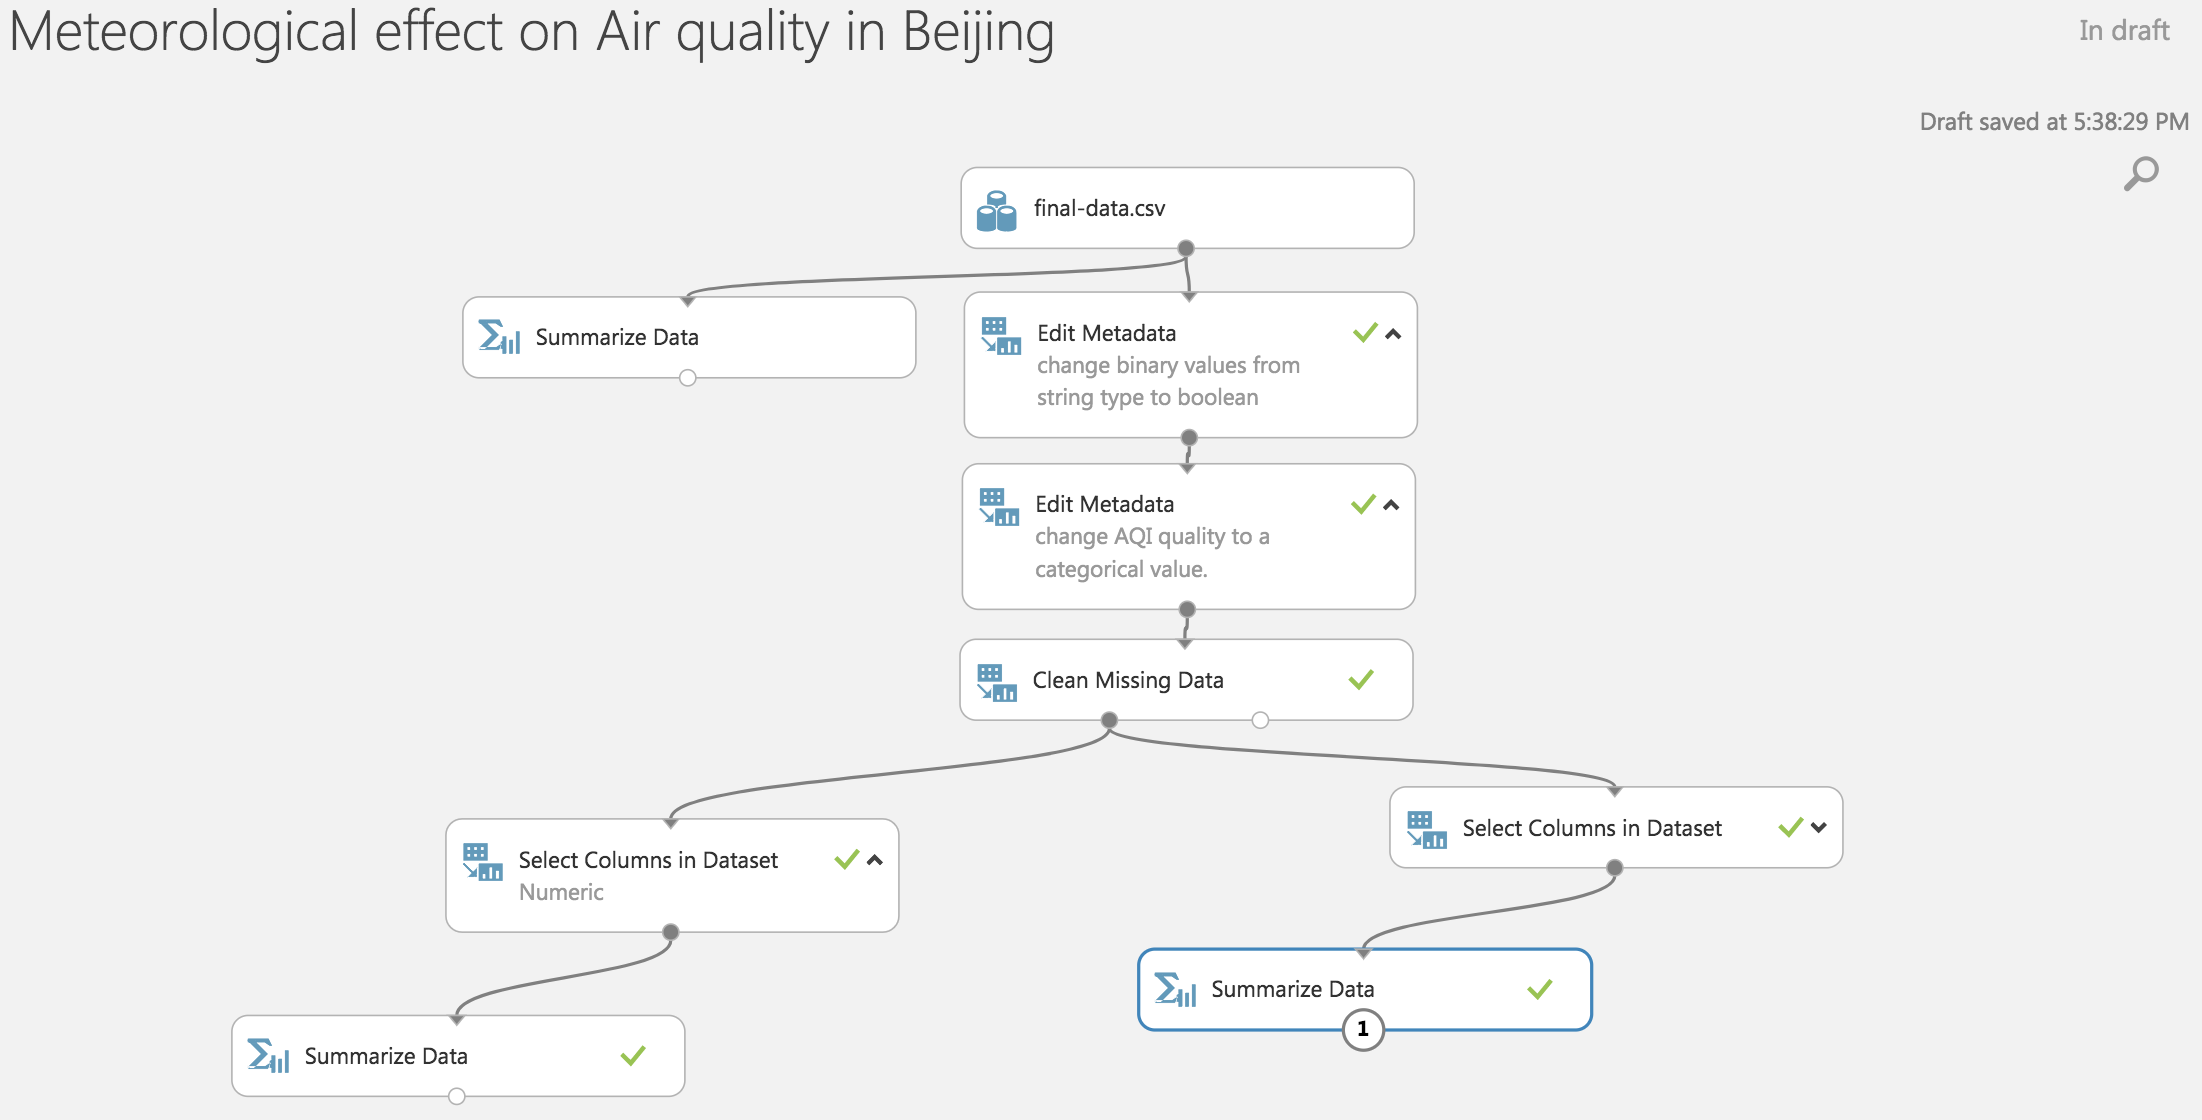 Meteorological effect on Air quality in Beijing
In draft
Draft saved at 5:38:29 PM
final-data.csv
Summarize Data
Edit Metadata
change binary values from
string type to boolean
Edit Metadata
change AQI quality to a
categorical value.
Clean Missing Data
Select Columns in Dataset
Numeric
Select Columns in Dataset
Summarize Data
1
Summarize Data